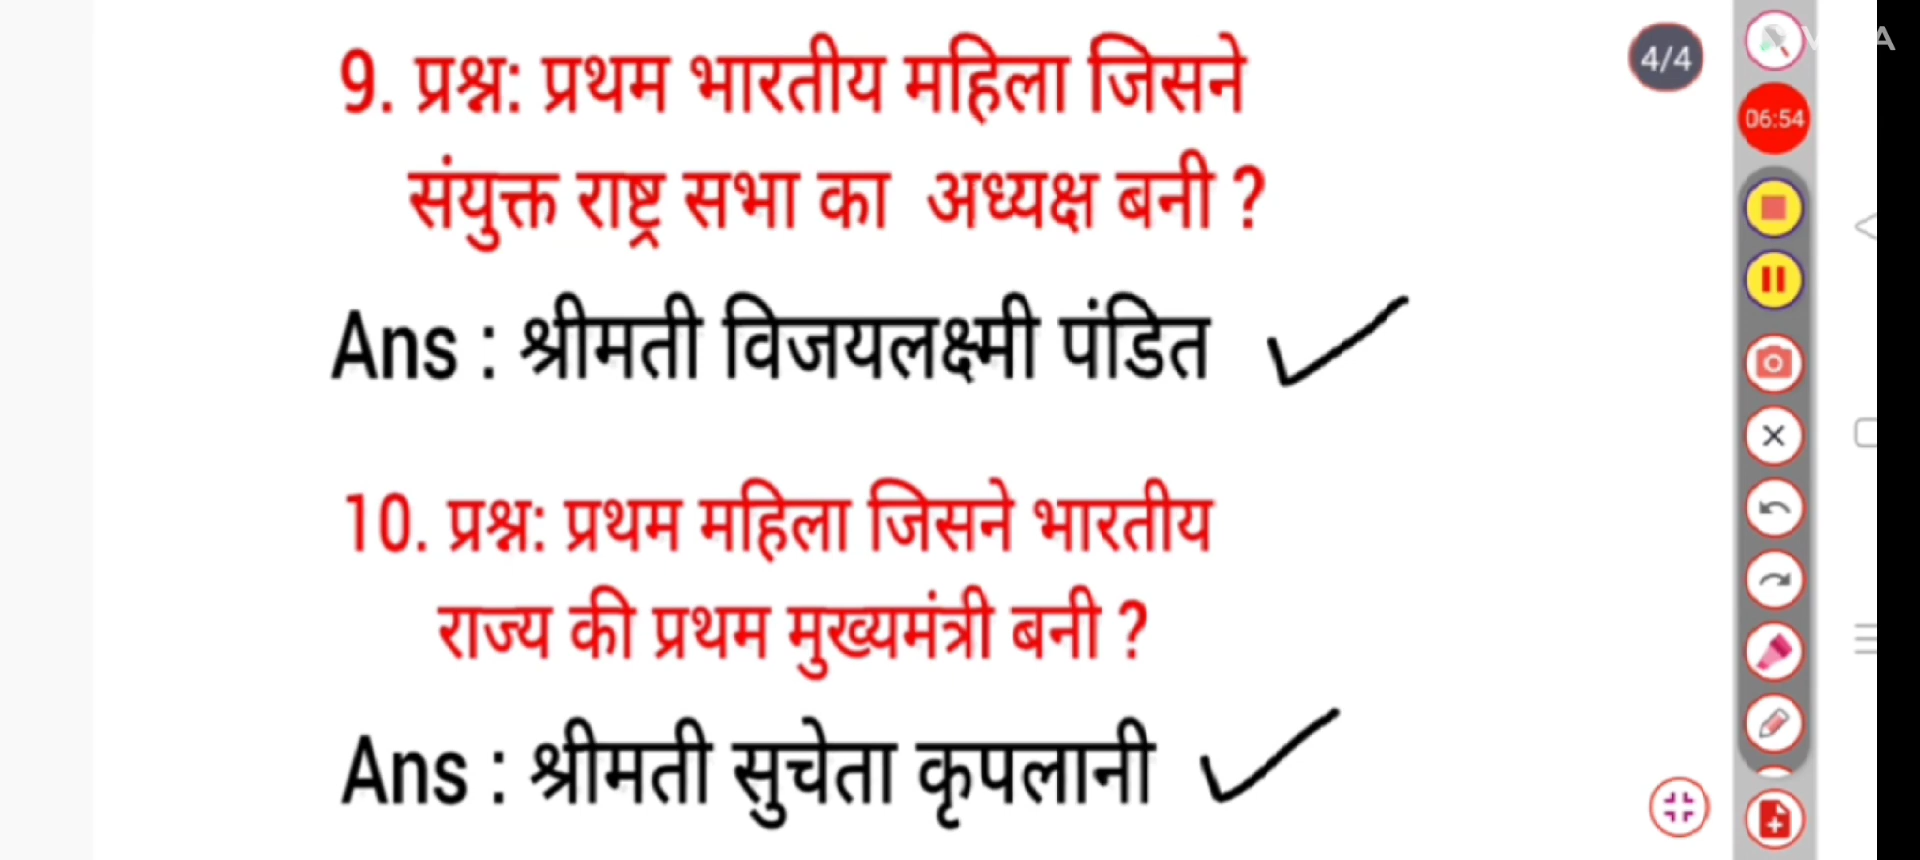 9. प्रश्न: प्रथम भारतीय महिला जिसने
संयुक्त राष्ट्र सभा का अध्यक्ष बनी ?
Ans : श्रीमती विजयलक्ष्मी पंडित
10. प्रश्न: प्रथम महिला जिसने भारतीय
राज्य की प्रथम मुख्यमंत्री बनी ?
Ans : श्रीमती सुचेता कृपलानी
4/4
06:54